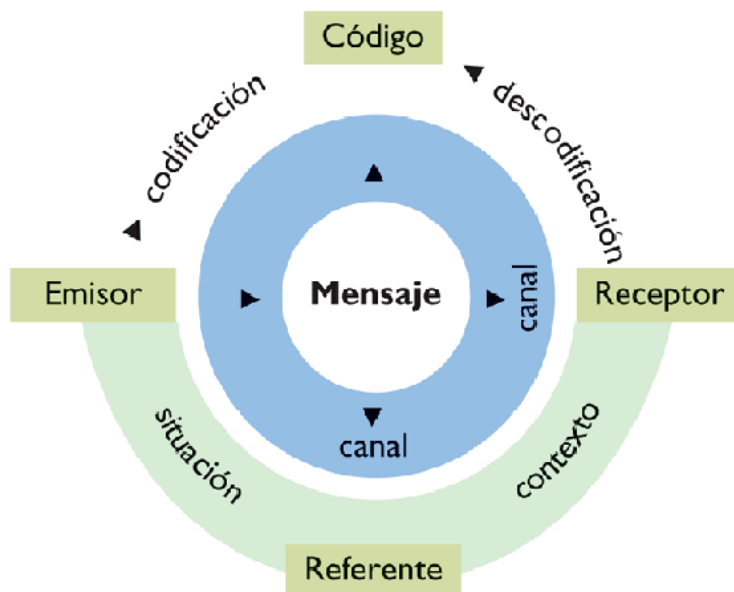 Código
codificación
descodificación
Emisor
Mensaje
canal
Receptor
situación
canal
contexto
Referente